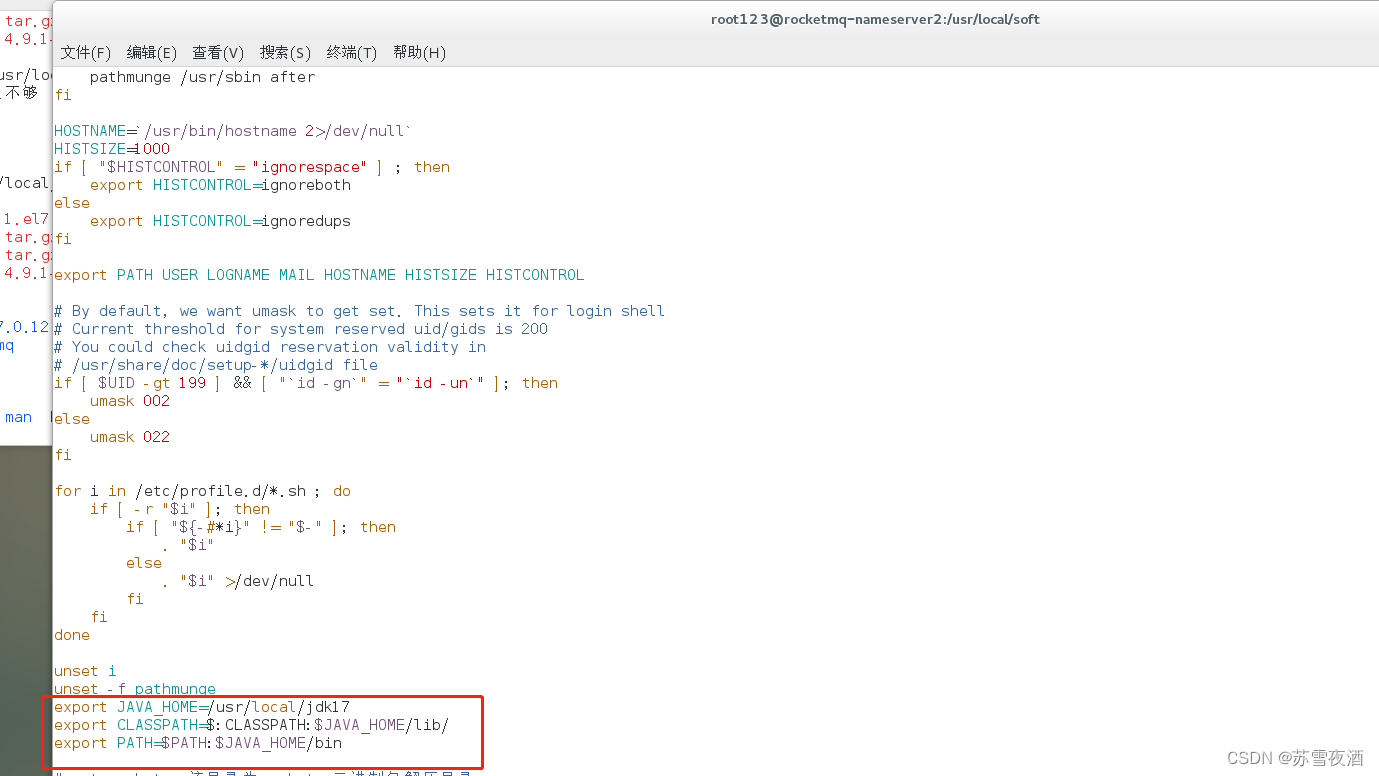 root123@rocketmq-nameserver2:/usr/local/soft
文件(F) 编辑(E) 查看(V) 搜索(S) 终端(T) 帮助(H)
tar.g
4.9.1-
usr/lo
不够
/local
1.el7
tar.g
tar.g
4.9.1-
7.0.12
mq
man
    pathmunge /usr/sbin after
fi
HOSTNAME=`/usr/bin/hostname 2>/dev/null`
HISTSIZE=1000
if [ "$HISTCONTROL" = "ignorespace" ] ; then
    export HISTCONTROL=ignoreboth
else
    export HISTCONTROL=ignoredups
fi
export PATH USER LOGNAME MAIL HOSTNAME HISTSIZE HISTCONTROL
# By default, we want umask to get set. This sets it for login shell
# Current threshold for system reserved uid/gids is 200
# You could check uidgid reservation validity in
# /usr/share/doc/setup-*/uidgid file
if [ $UID -gt 199 ] && [ "`id -gn`" = "`id -un`" ]; then
    umask 002
else
    umask 022
fi
for i in /etc/profile.d/*.sh ; do
    if [ -r "$i" ]; then
        if [ "${-#*i}" != "$-" ]; then
            . "$i"
        else
            . "$i" >/dev/null
        fi
    fi
done
unset i
unset -f pathmunge
export JAVA_HOME=/usr/local/jdk17
export CLASSPATH=$:CLASSPATH:$JAVA_HOME/lib/
export PATH=$PATH:$JAVA_HOME/bin
CSDN @苏雪夜酒